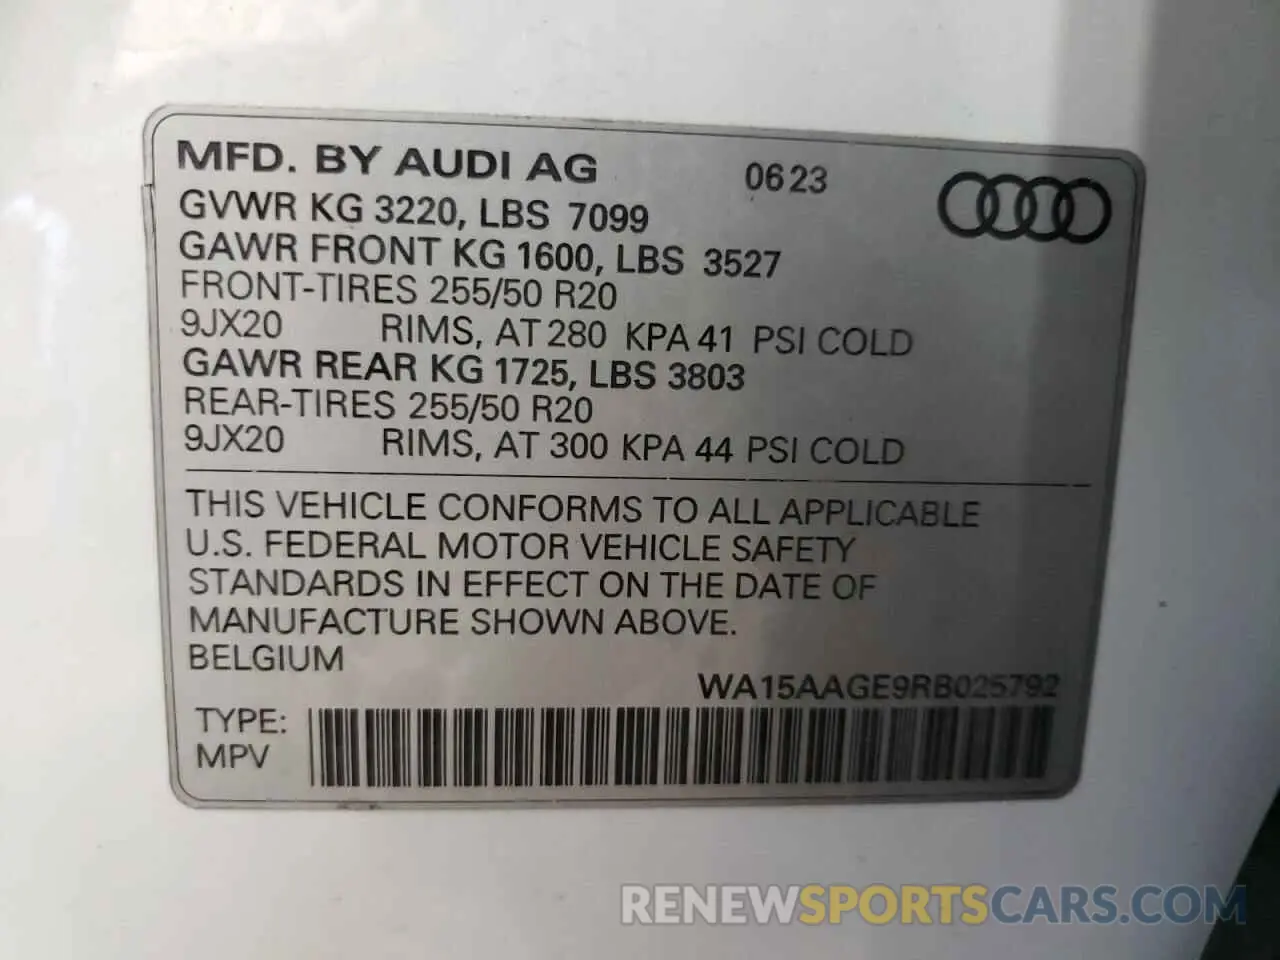 MFD. BY AUDI AG 0623
GVWR KG 3220, LBS 7099
GAWR FRONT KG 1600, LBS 3527
FRONT-TIRES 255/50 R20
9JX20 RIMS, AT 280 KPA 41 PSI COLD
GAWR REAR KG 1725, LBS 3803
REAR-TIRES 255/50 R20
9JX20 RIMS, AT 300 KPA 44 PSI COLD
THIS VEHICLE CONFORMS TO ALL APPLICABLE
U.S. FEDERAL MOTOR VEHICLE SAFETY
STANDARDS IN EFFECT ON THE DATE OF
MANUFACTURE SHOWN ABOVE.
BELGIUM
WA15AAGE9RB025792
TYPE:
MPV
RENEWSPORTSCARS.COM